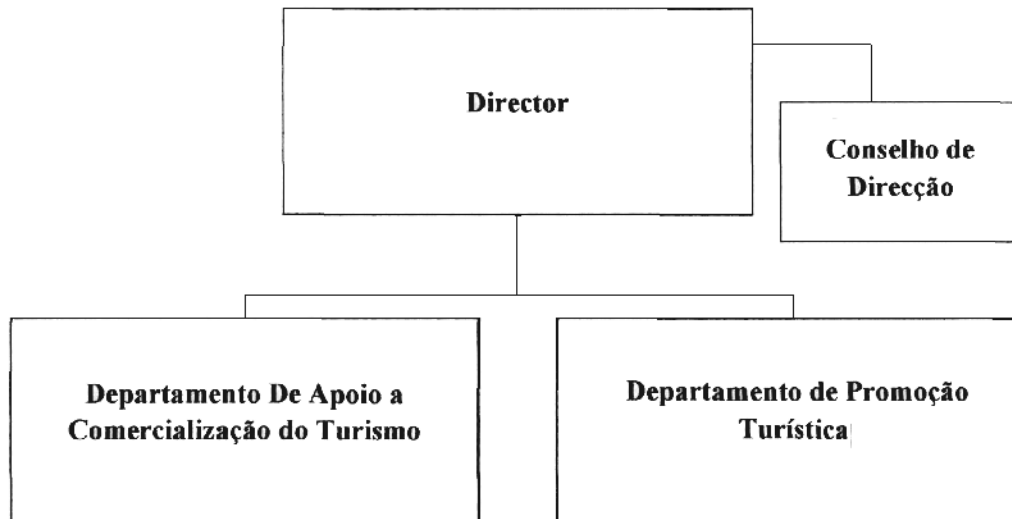 Director
Conselho de
Direcção
Departamento De Apoio a
Comercialização do Turismo
Departamento de Promoção
Turística